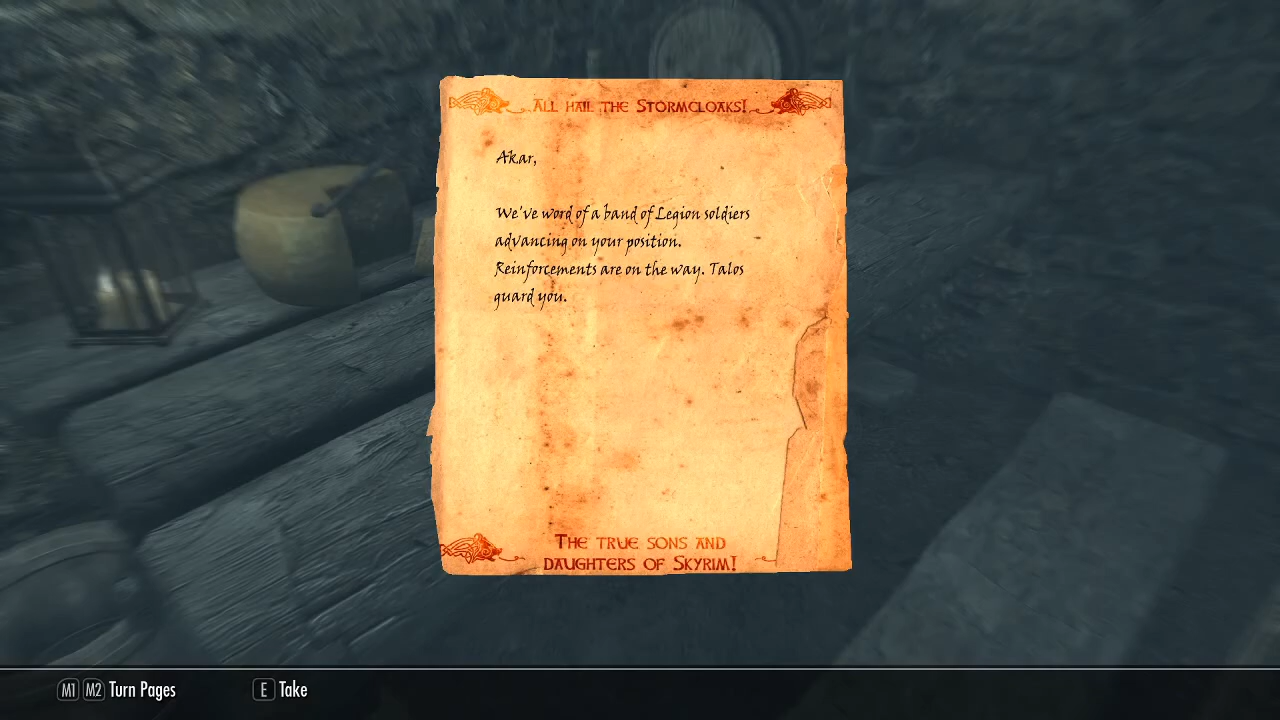 All hail the Stormcloaks!
Akar,
We've word of a band of Legion soldiers
advancing on your position.
Reinforcements are on the way. Talos
guard you.
The true sons and
daughters of Skyrim!
M1 M2 Turn Pages E Take